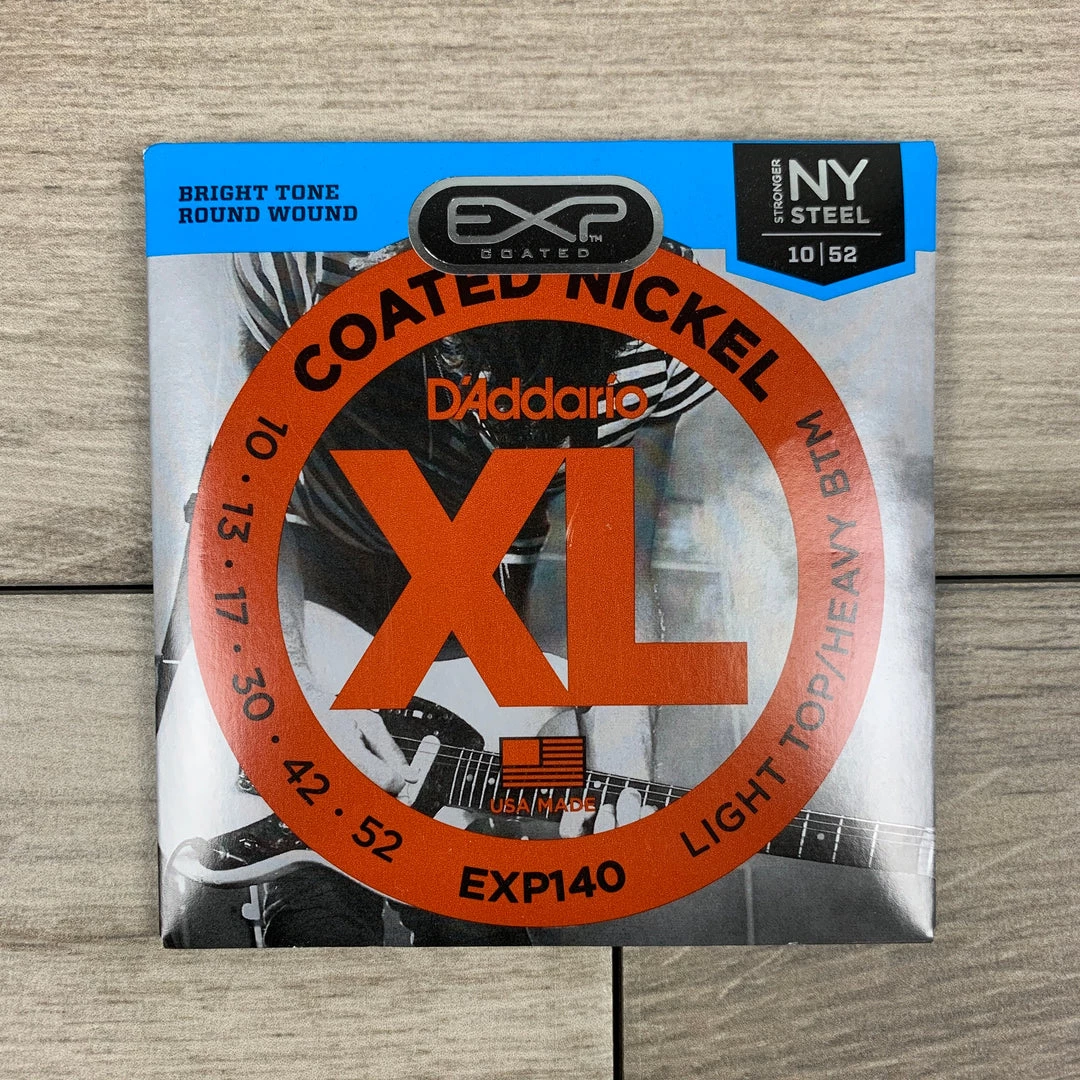 BRIGHT TONE
ROUND WOUND
EXP™
COATED
STRONGER
NY
STEEL
10|52
COATED NICKEL
D'Addario
XL
10 · 13 · 17 · 30 · 42 · 52
LIGHT TOP/HEAVY BTM
USA MADE
EXP140